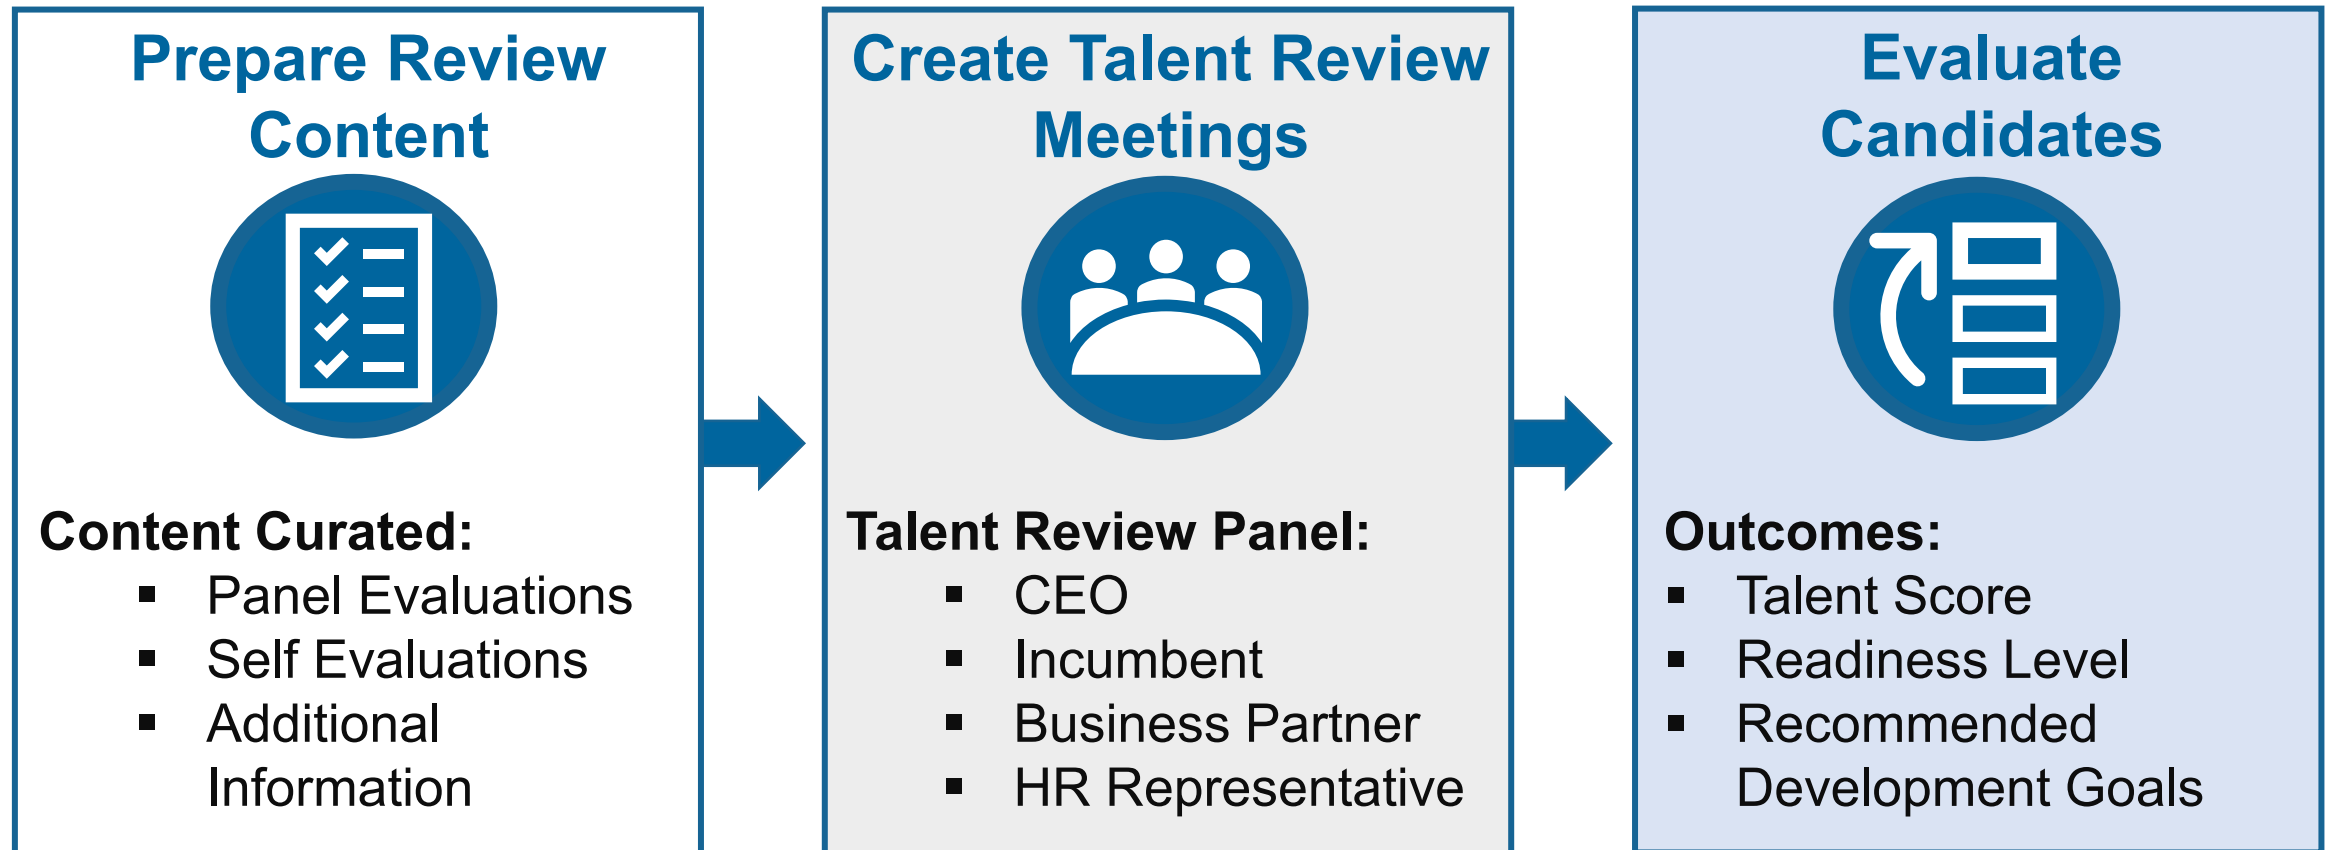 Prepare Review
Content
Content Curated:
▪ Panel Evaluations
▪ Self Evaluations
▪ Additional
Information
Create Talent Review
Meetings
Talent Review Panel:
▪ CEO
▪ Incumbent
▪ Business Partner
▪ HR Representative
Evaluate
Candidates
Outcomes:
▪ Talent Score
▪ Readiness Level
▪ Recommended
Development Goals